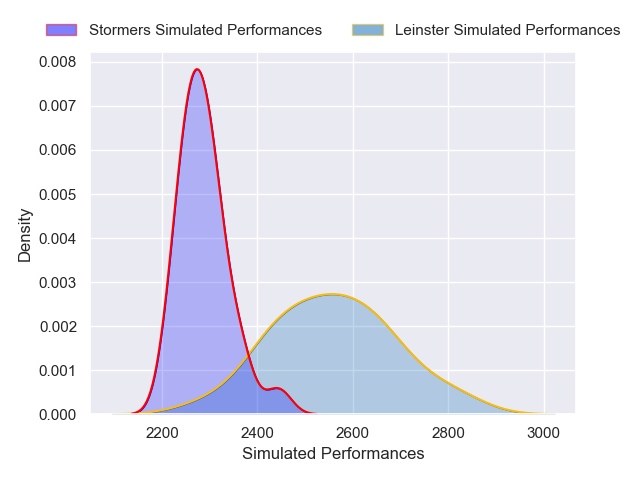 Stormers Simulated Performances
Leinster Simulated Performances
0.008
0.007
0.006
0.005
0.004
0.003
0.002
0.001
0.000
Density
2200 2400 2600 2800 3000
Simulated Performances